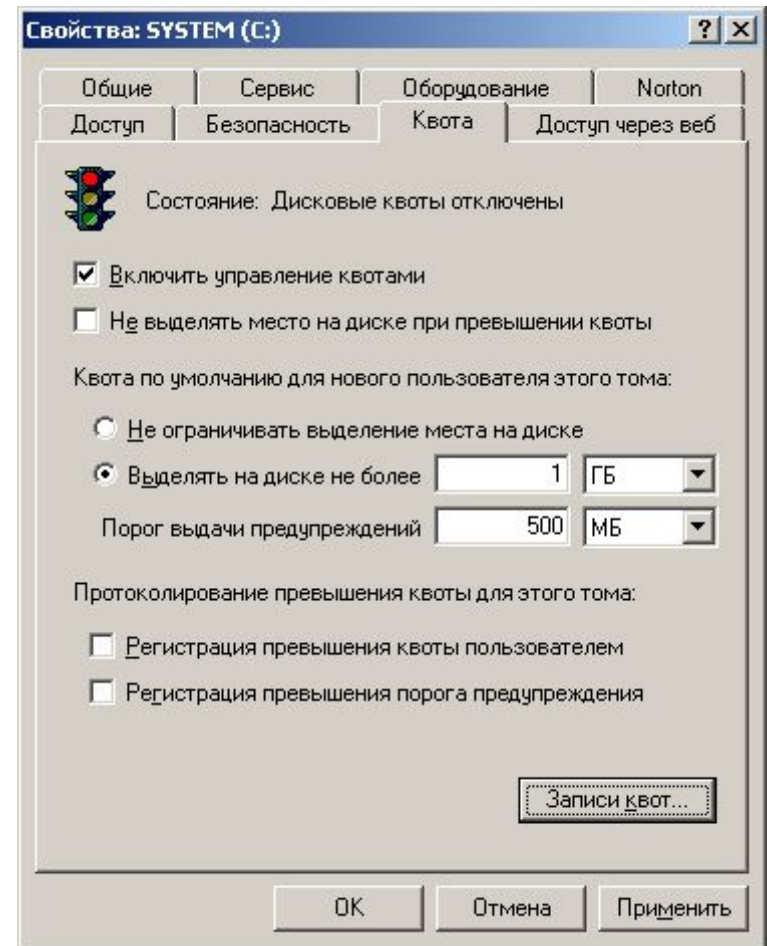 Свойства: SYSTEM (C:)
Общие Сервис Оборудование Norton
Доступ Безопасность Квота Доступ через веб
Состояние: Дисковые квоты отключены
Включить управление квотами
Не выделять место на диске при превышении квоты
Квота по умолчанию для нового пользователя этого тома:
Не ограничивать выделение места на диске
Выделять на диске не более 1 ГБ
Порог выдачи предупреждений 500 МБ
Протоколирование превышения квоты для этого тома:
Регистрация превышения квоты пользователем
Регистрация превышения порога предупреждения
Записи квот...
OK Отмена Применить